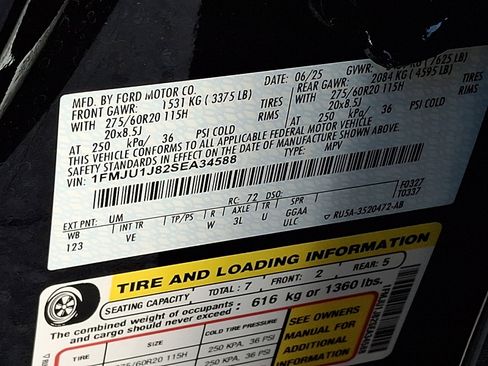 MFD. BY FORD MOTOR CO.
DATE: 06/25 GVWR: KG (7625 LB)
FRONT GAWR: 1531 KG ( 3375 LB) REAR GAWR: 2084 KG ( 4595 LB)
WITH 275/60R20 115H TIRES WITH 275/60R20 115H TIRES
20x8.5J RIMS 20x8.5J RIMS
AT 250 kPa/ 36 PSI COLD AT 250 kPa/ 36 PSI COLD
THIS VEHICLE CONFORMS TO ALL APPLICABLE FEDERAL MOTOR VEHICLE
SAFETY STANDARDS IN EFFECT ON THE DATE OF MANUFACTURE SHOWN ABOVE.
VIN: 1FMJU1J82SEA34588 TYPE: MPV
F0327
T0337
EXT PNT: UM RC: 72 DSO:
WB INT TR TP/PS R AXLE TR SPR
123 VE W 3L U GGAA
ULC ▽ RU5A-3520472-AB
TIRE AND LOADING INFORMATION
SEATING CAPACITY TOTAL: 7 FRONT: 2 REAR: 5
The combined weight of occupants
and cargo should never exceed: 616 kg or 1360 lbs.
TIRE SIZE COLD TIRE PRESSURE
275/60R20 115H 250 KPA, 36 PSI
250 KPA, 36 PSI
SEE OWNERS
MANUAL FOR
ADDITIONAL
INFORMATION